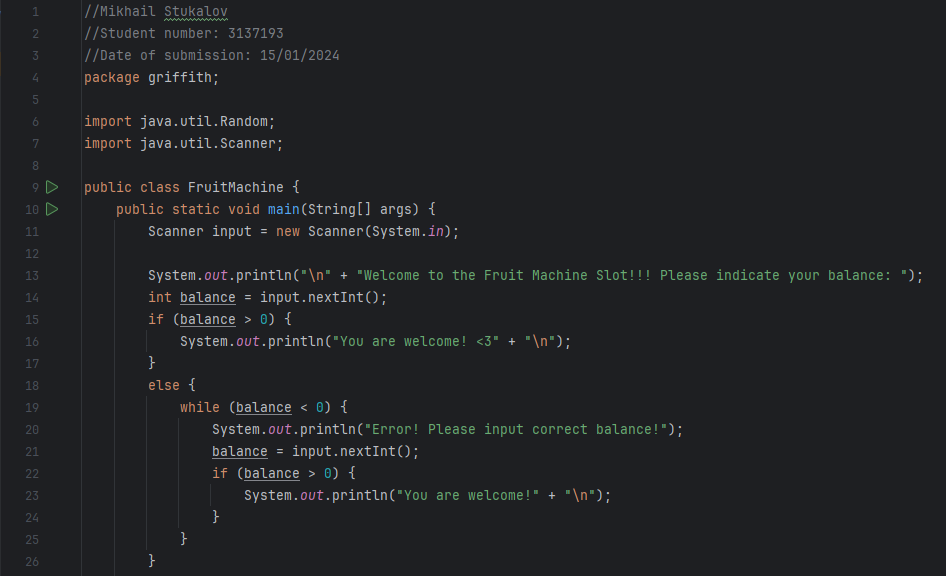 1 //Mikhail Stukalov
2 //Student number: 3137193
3 //Date of submission: 15/01/2024
4 package griffith;
5
6 import java.util.Random;
7 import java.util.Scanner;
8
9 public class FruitMachine {
10 public static void main(String[] args) {
11 Scanner input = new Scanner(System.in);
12
13 System.out.println("\n" + "Welcome to the Fruit Machine Slot!!! Please indicate your balance: ");
14 int balance = input.nextInt();
15 if (balance > 0) {
16 System.out.println("You are welcome! <3" + "\n");
17 }
18 else {
19 while (balance < 0) {
20 System.out.println("Error! Please input correct balance!");
21 balance = input.nextInt();
22 if (balance > 0) {
23 System.out.println("You are welcome!" + "\n");
24 }
25 }
26 }